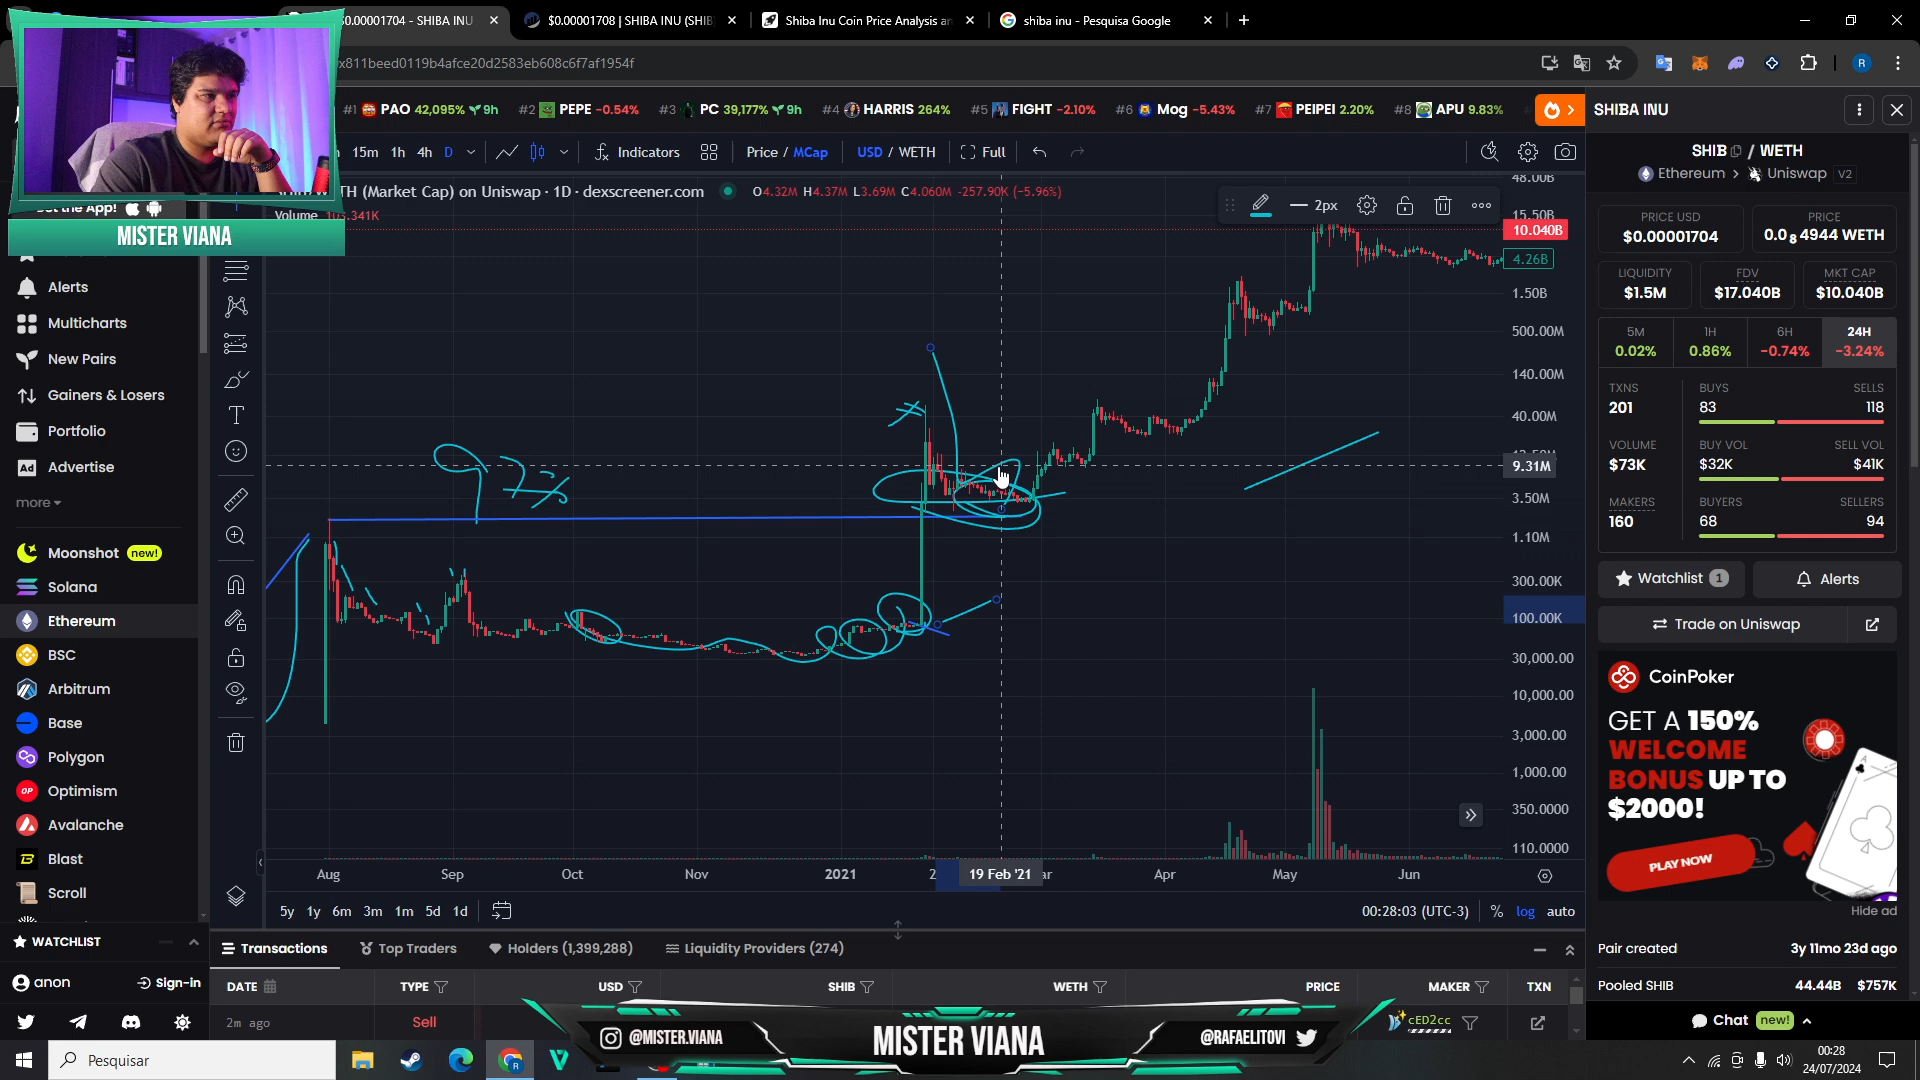 $0.00001704 - SHIBA INU
$0.00001708 | SHIBA INU (SHIB
Shiba Inu Coin Price Analysis an
shiba inu - Pesquisa Google
x811beed0119b4afce20d2583eb608c6f7af1954f
R
#1 PAO 42,095% 9h
#2 PEPE -0.54%
#3 PC 39,177% 9h
#4 HARRIS 264%
#5 FIGHT -2.10%
#6 Mog -5.43%
#7 PEIPEI 2.20%
#8 APU 9.83%
SHIBA INU
15m 1h 4h D
Indicators
Price / MCap
USD / WETH
Full
SHIB / WETH
Ethereum > Uniswap V2
TH (Market Cap) on Uniswap · 1D · dexscreener.com
O4.32M H4.37M L3.69M C4.060M -257.90K (-5.96%)
Volume 103.341K
2px
Get the App!
MISTER VIANA
Alerts
Multicharts
New Pairs
Gainers & Losers
Portfolio
Ad Advertise
more
Moonshot new!
Solana
Ethereum
BSC
Arbitrum
Base
Polygon
OP Optimism
Avalanche
Blast
Scroll
WATCHLIST
anon
Sign-in
48.00B
15.50B
10.040B
4.26B
1.50B
500.00M
140.00M
40.00M
9.31M
3.50M
1.10M
300.00K
100.00K
30,000.00
10,000.00
3,000.00
1,000.00
350.0000
110.0000
Aug Sep Oct Nov 2021 19 Feb '21 Apr May Jun
5y 1y 6m 3m 1m 5d 1d
00:28:03 (UTC-3) % log auto
Transactions
Top Traders
Holders (1,399,288)
Liquidity Providers (274)
DATE TYPE USD SHIB WETH PRICE MAKER TXN
2m ago Sell cED2cc
PRICE USD
$0.00001704
PRICE
0.0₈4944 WETH
LIQUIDITY
$1.5M
FDV
$17.040B
MKT CAP
$10.040B
5M
0.02%
1H
0.86%
6H
-0.74%
24H
-3.24%
TXNS
201
BUYS
83
SELLS
118
VOLUME
$73K
BUY VOL
$32K
SELL VOL
$41K
MAKERS
160
BUYERS
68
SELLERS
94
Watchlist 1
Alerts
Trade on Uniswap
CoinPoker
GET A 150%
WELCOME
BONUS UP TO
$2000!
PLAY NOW
A
Hide ad
Pair created 3y 11mo 23d ago
Pooled SHIB 44.44B $757K
Chat new!
@MISTER.VIANA
MISTER VIANA
@RAFAELITOVI
Pesquisar
00:28
24/07/2024